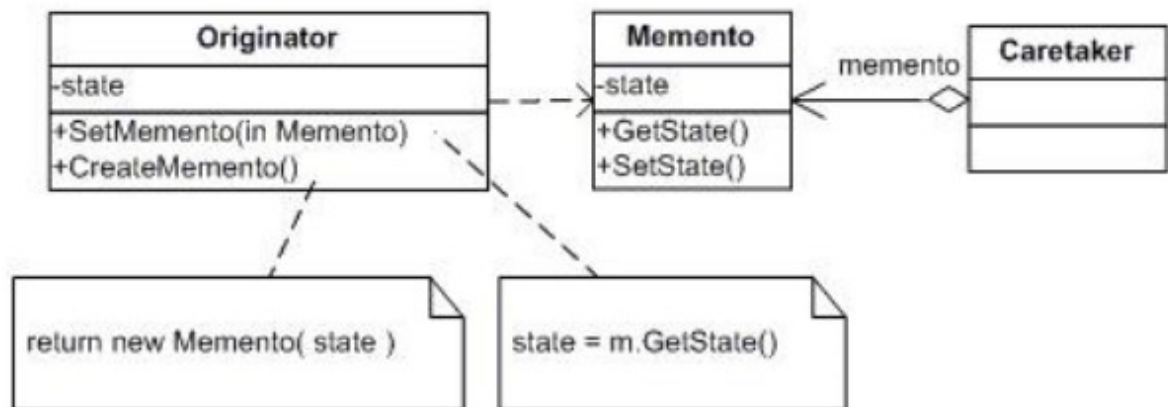 Originator
-state
+SetMemento(in Memento)
+CreateMemento()
Memento
-state
+GetState()
+SetState()
memento
Caretaker
return new Memento( state )
state = m.GetState()